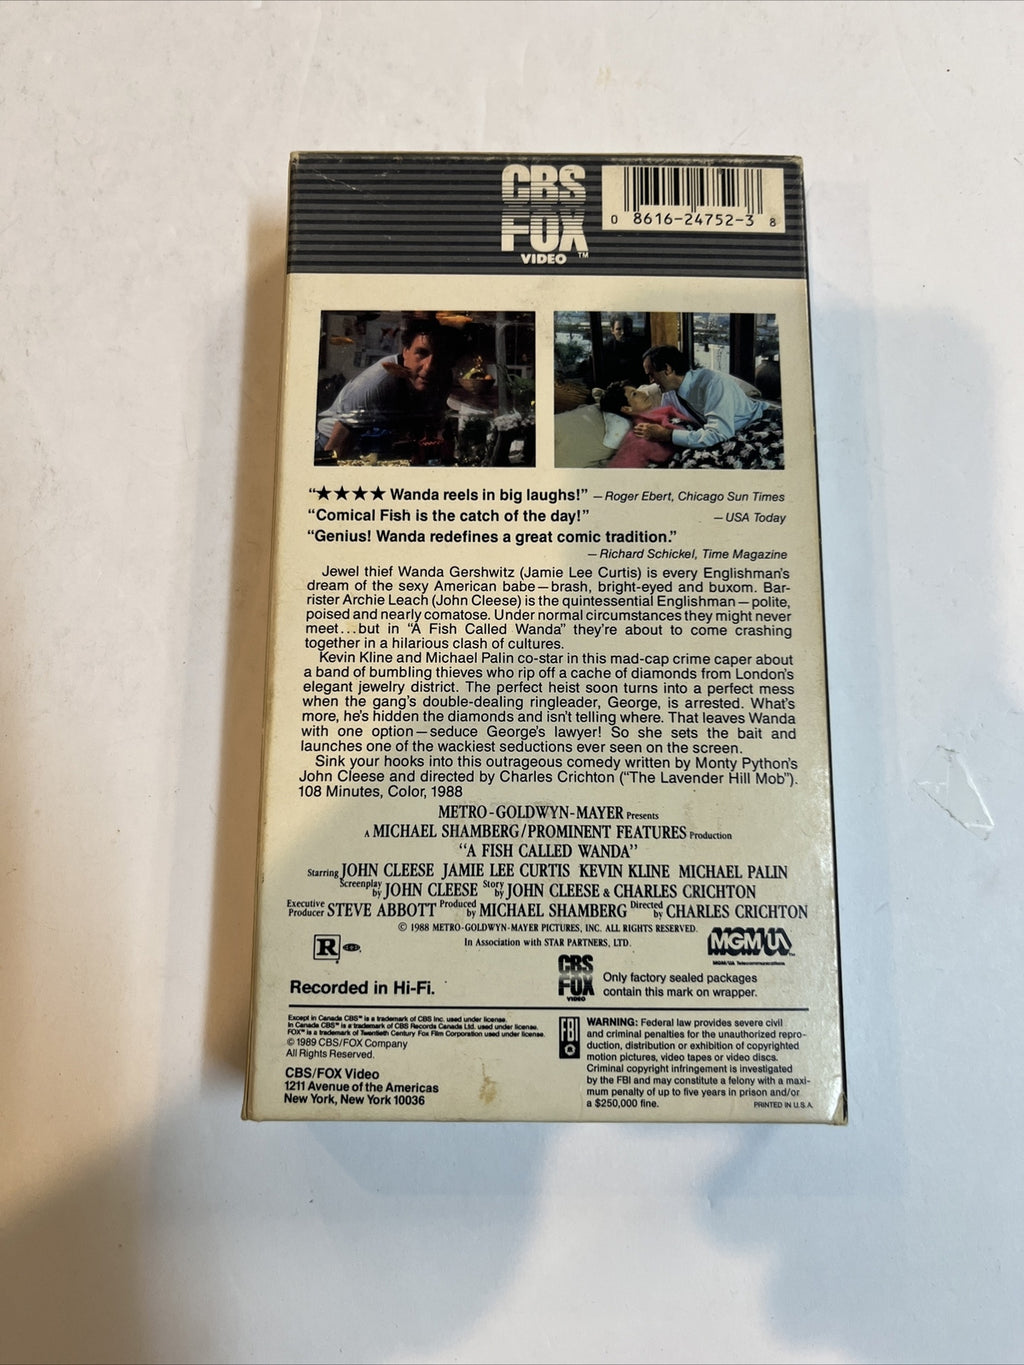 CBS
FOX
VIDEO™
0 8616-24752-3 8
“★★★★ Wanda reels in big laughs!” — Roger Ebert, Chicago Sun Times
“Comical Fish is the catch of the day!” — USA Today
“Genius! Wanda redefines a great comic tradition.”
— Richard Schickel, Time Magazine
Jewel thief Wanda Gershwitz (Jamie Lee Curtis) is every Englishman's
dream of the sexy American babe — brash, bright-eyed and buxom. Bar-
rister Archie Leach (John Cleese) is the quintessential Englishman — polite,
poised and nearly comatose. Under normal circumstances they might never
meet...but in “A Fish Called Wanda” they're about to come crashing
together in a hilarious clash of cultures.
Kevin Kline and Michael Palin co-star in this mad-cap crime caper about
a band of bumbling thieves who rip off a cache of diamonds from London's
elegant jewelry district. The perfect heist soon turns into a perfect mess
when the gang's double-dealing ringleader, George, is arrested. What's
more, he's hidden the diamonds and isn't telling where. That leaves Wanda
with one option — seduce George's lawyer! So she sets the bait and
launches one of the wackiest seductions ever seen on the screen.
Sink your hooks into this outrageous comedy written by Monty Python's
John Cleese and directed by Charles Crichton (“The Lavender Hill Mob”).
108 Minutes, Color, 1988
METRO-GOLDWYN-MAYER Presents
A MICHAEL SHAMBERG/PROMINENT FEATURES Production
“A FISH CALLED WANDA”
Starring JOHN CLEESE JAMIE LEE CURTIS KEVIN KLINE MICHAEL PALIN
Screenplay by JOHN CLEESE Story by JOHN CLEESE & CHARLES CRICHTON
Executive Producer STEVE ABBOTT Produced by MICHAEL SHAMBERG Directed by CHARLES CRICHTON
© 1988 METRO-GOLDWYN-MAYER PICTURES, INC. ALL RIGHTS RESERVED.
In Association with STAR PARTNERS, LTD.
R
MGM/UA™
MGM/UA Telecommunications
Recorded in Hi-Fi.
CBS
FOX
VIDEO
Only factory sealed packages
contain this mark on wrapper.
Except in Canada CBS™ is a trademark of CBS Inc. used under license.
In Canada CBS™ is a trademark of CBS Records Canada Ltd. used under license.
FOX™ is a trademark of Twentieth Century Fox Film Corporation used under license.
© 1989 CBS/FOX Company
All Rights Reserved.
CBS/FOX Video
1211 Avenue of the Americas
New York, New York 10036
FBI
WARNING: Federal law provides severe civil
and criminal penalties for the unauthorized repro-
duction, distribution or exhibition of copyrighted
motion pictures, video tapes or video discs.
Criminal copyright infringement is investigated
by the FBI and may constitute a felony with a maxi-
mum penalty of up to five years in prison and/or
a $250,000 fine.
PRINTED IN U.S.A.